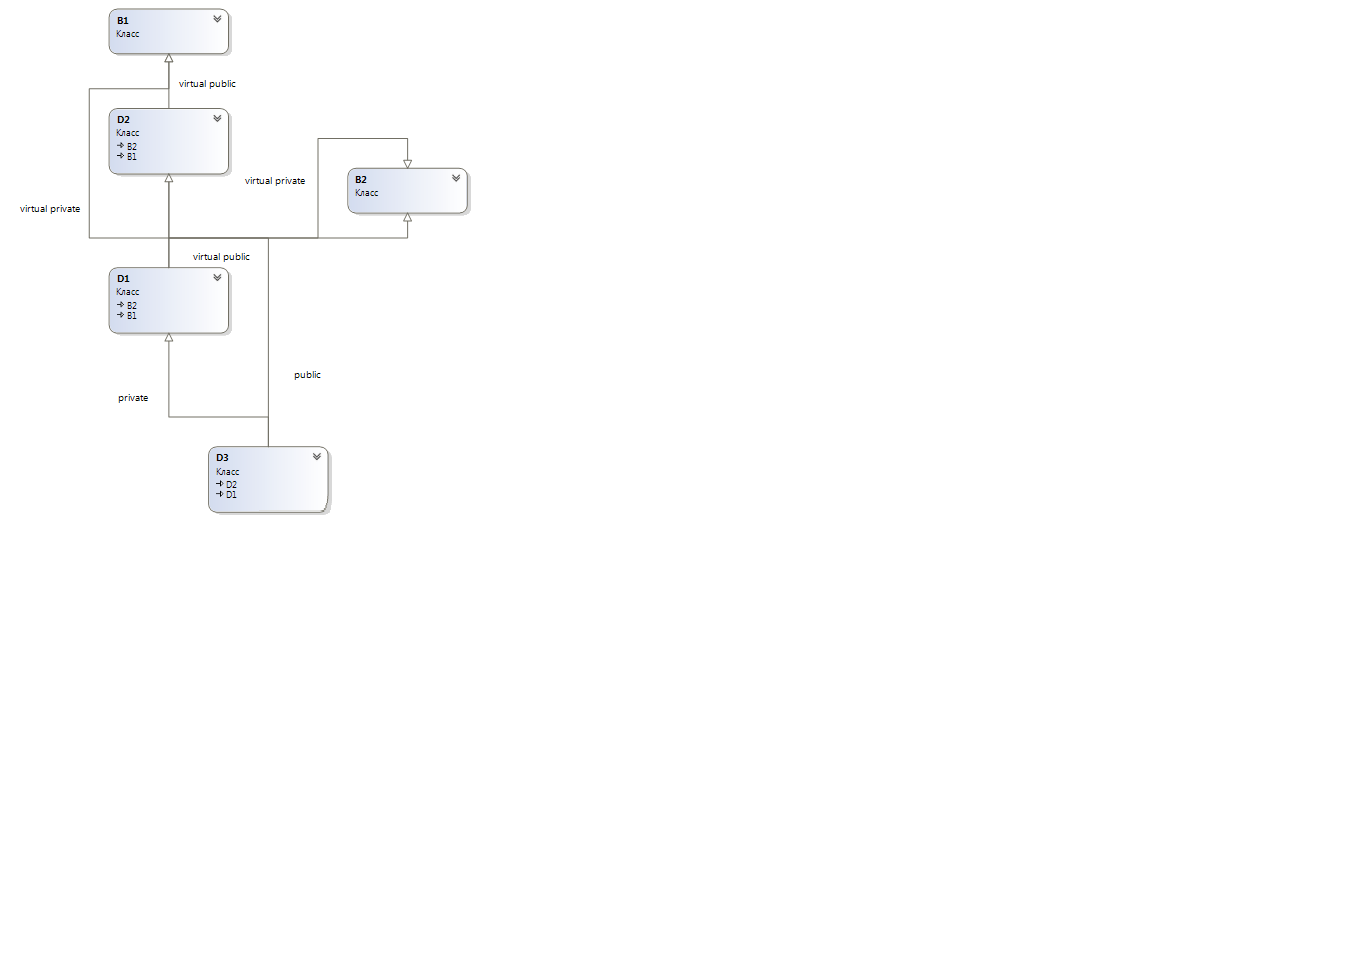 B1
Класс
virtual public
D2
Класс
B2
B1
virtual private
B2
Класс
virtual private
virtual public
D1
Класс
B2
B1
public
private
D3
Класс
D2
D1